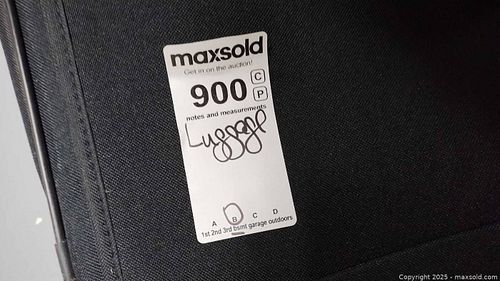 maxsold
Get in on the auction!
900 C
P
notes and measurements
Luggage
A B C D
1st 2nd 3rd bsmt garage outdoors
Copyright © 2025 - maxsold.com